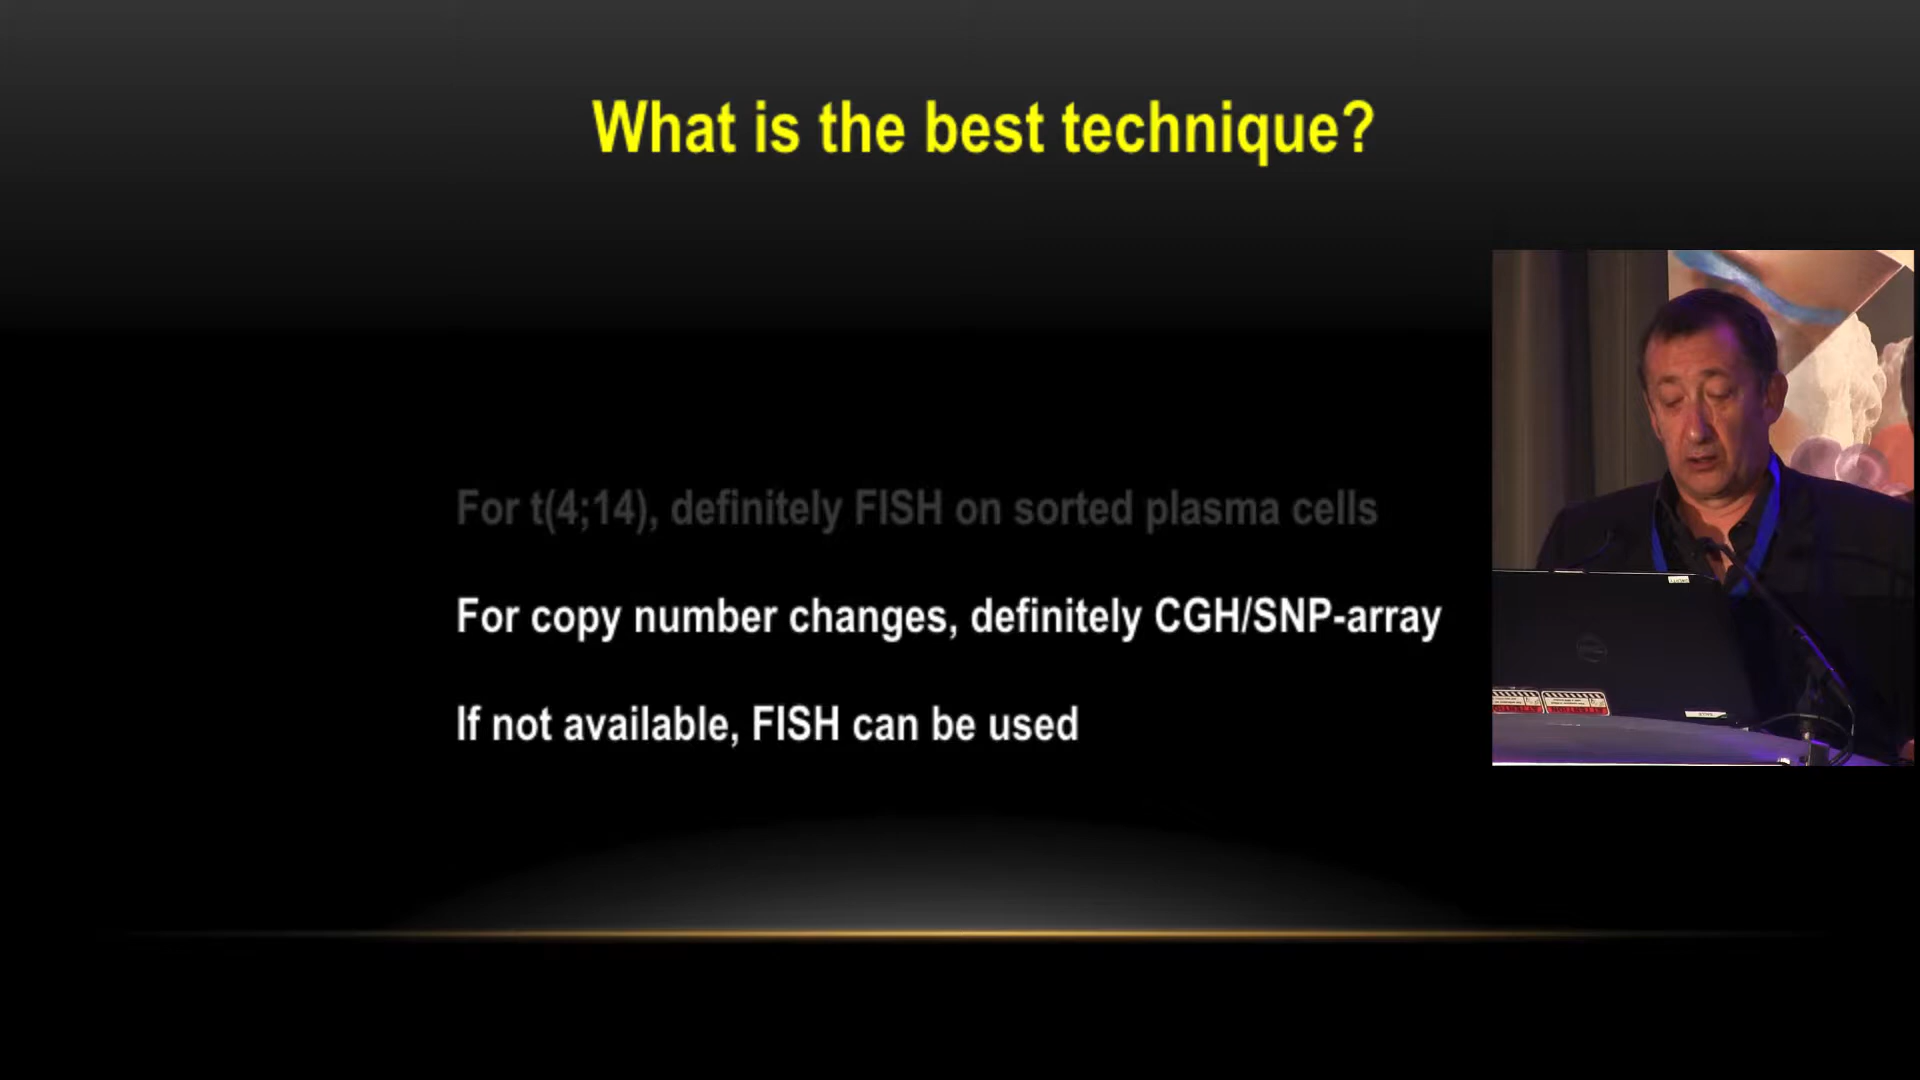 What is the best technique?
For t(4;14), definitely FISH on sorted plasma cells
For copy number changes, definitely CGH/SNP-array
If not available, FISH can be used